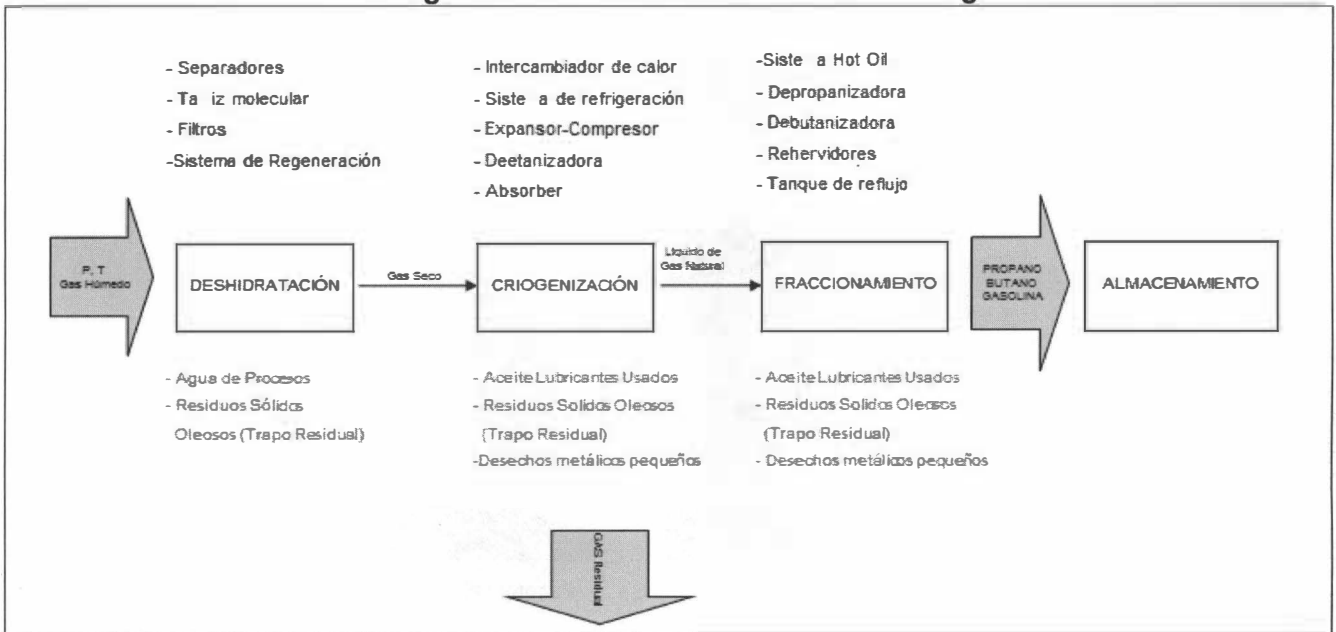 - Separadores
- Ta iz molecular
- Filtros
-Sistema de Regeneración
- Intercambiador de calor
- Siste a de refrigeración
- Expansor-Compresor
- Deetanizadora
- Absorber
-Siste a Hot Oil
- Depropanizadora
- Debutanizadora
- Rehervidores
- Tanque de reflujo
P, T
Gas Húmedo
DESHIDRATACIÓN
Gas Seco
CRIOGENIZACIÓN
Líquido de
Gas Natural
FRACCIONAMIENTO
PROPANO
BUTANO
GASOLINA
ALMACENAMIENTO
- Agua de Procesos
- Residuos Sólidos
Oleosos (Trapo Residual)
- Aceite Lubricantes Usados
- Residuos Solidos Oleosos
(Trapo Residual)
-Desechos metálicos pequeños
- Aceite Lubricantes Usados
- Residuos Solidos Oleosos
(Trapo Residual)
- Desechos metálicos pequeños
GAS Residual